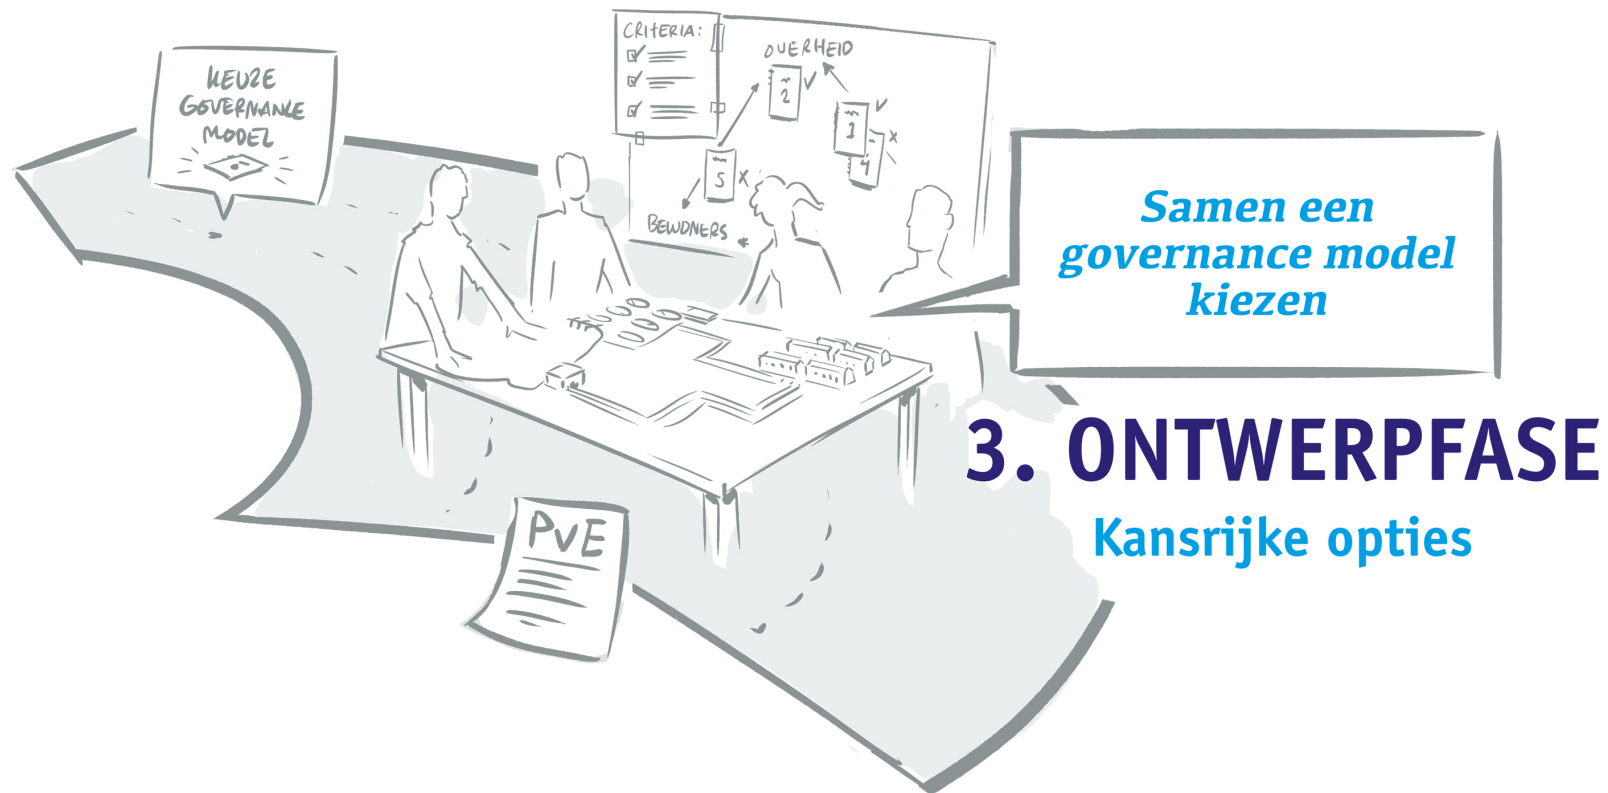 KEUZE
GOVERNANCE
MODEL
CRITERIA:
OVERHEID
2
1
4
5
BEWONERS
Samen een
governance model
kiezen
3. ONTWERPFASE
Kansrijke opties
PvE